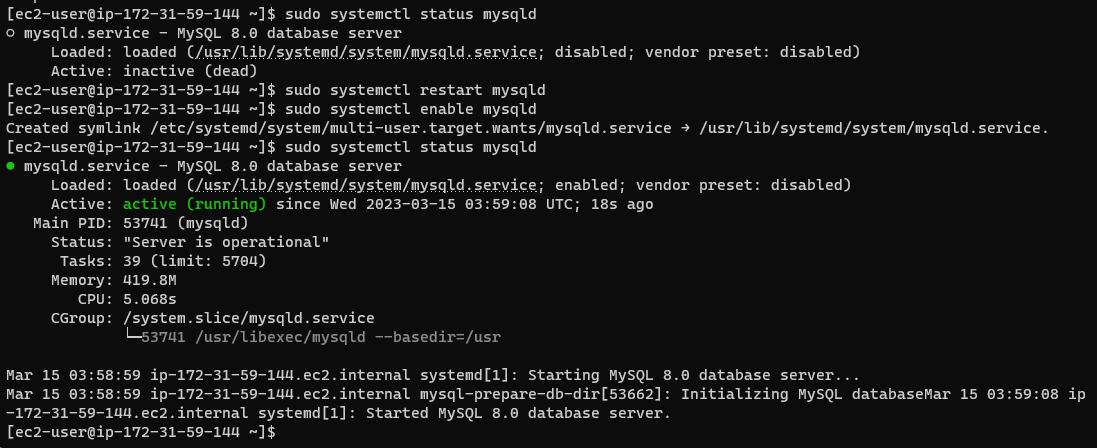 [ec2-user@ip-172-31-59-144 ~]$ sudo systemctl status mysqld
○ mysqld.service - MySQL 8.0 database server
     Loaded: loaded (/usr/lib/systemd/system/mysqld.service; disabled; vendor preset: disabled)
     Active: inactive (dead)
[ec2-user@ip-172-31-59-144 ~]$ sudo systemctl restart mysqld
[ec2-user@ip-172-31-59-144 ~]$ sudo systemctl enable mysqld
Created symlink /etc/systemd/system/multi-user.target.wants/mysqld.service → /usr/lib/systemd/system/mysqld.service.
[ec2-user@ip-172-31-59-144 ~]$ sudo systemctl status mysqld
● mysqld.service - MySQL 8.0 database server
     Loaded: loaded (/usr/lib/systemd/system/mysqld.service; enabled; vendor preset: disabled)
     Active: active (running) since Wed 2023-03-15 03:59:08 UTC; 18s ago
   Main PID: 53741 (mysqld)
     Status: "Server is operational"
      Tasks: 39 (limit: 5704)
     Memory: 419.8M
        CPU: 5.068s
     CGroup: /system.slice/mysqld.service
             └─53741 /usr/libexec/mysqld --basedir=/usr

Mar 15 03:58:59 ip-172-31-59-144.ec2.internal systemd[1]: Starting MySQL 8.0 database server...
Mar 15 03:58:59 ip-172-31-59-144.ec2.internal mysql-prepare-db-dir[53662]: Initializing MySQL databaseMar 15 03:59:08 ip
-172-31-59-144.ec2.internal systemd[1]: Started MySQL 8.0 database server.
[ec2-user@ip-172-31-59-144 ~]$